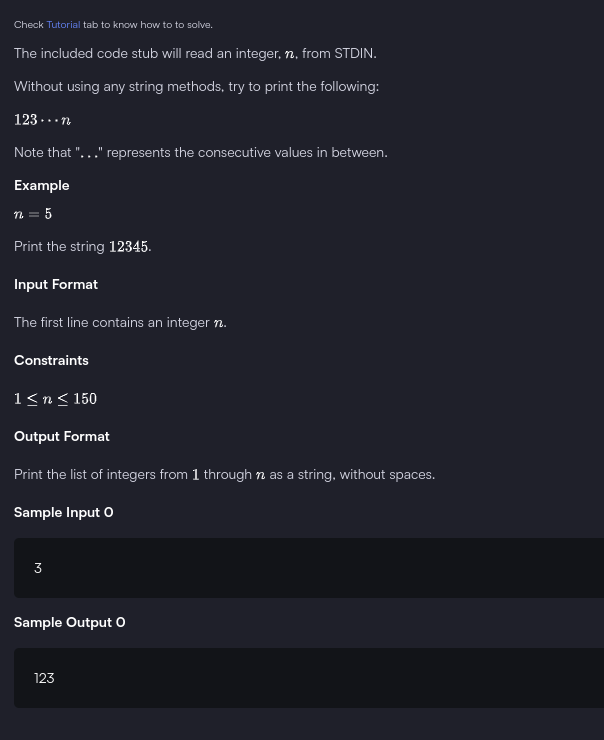 Check Tutorial tab to know how to to solve.
The included code stub will read an integer, n, from STDIN.
Without using any string methods, try to print the following:
123···n
Note that "..." represents the consecutive values in between.
Example
n = 5
Print the string 12345.
Input Format
The first line contains an integer n.
Constraints
1 ≤ n ≤ 150
Output Format
Print the list of integers from 1 through n as a string, without spaces.
Sample Input 0
3
Sample Output 0
123